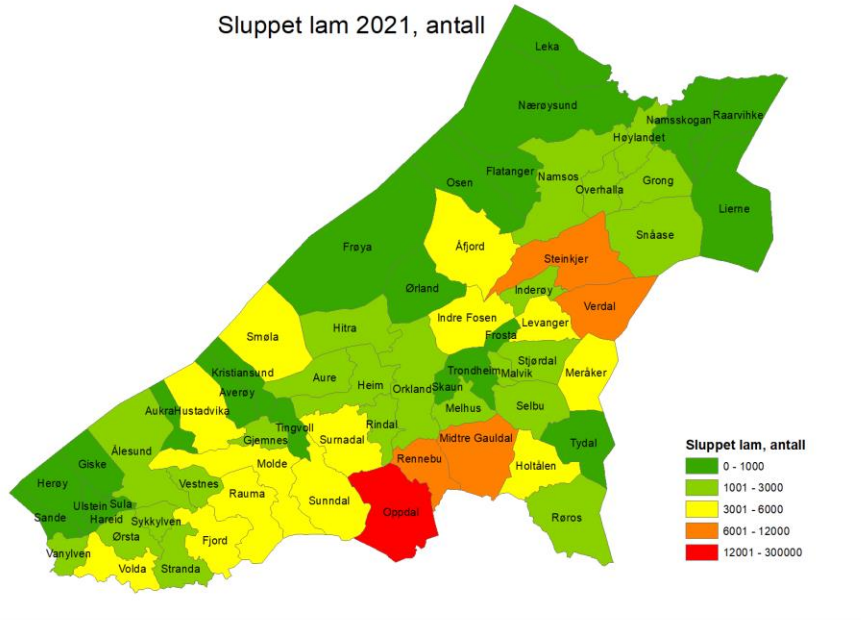 Sluppet lam 2021, antall
Leka
Nærøysund
Namsskogan
Raarvihke
Høylandet
Flatanger
Namsos
Osen
Overhalla
Grong
Lierne
Snåase
Frøya
Åfjord
Steinkjer
Ørland
Inderøy
Verdal
Indre Fosen
Levanger
Smøla
Hitra
Frosta
Stjørdal
Kristiansund
Aure
Heim
Trondheim
Malvik
Meråker
Averøy
Orkland
Skaun
Aukra
Hustadvika
Melhus
Selbu
Tingvoll
Rindal
Gjemnes
Surnadal
Midtre Gauldal
Tydal
Ålesund
Giske
Molde
Rennebu
Holtålen
Herøy
Vestnes
Rauma
Sunndal
Ulstein
Sula
Oppdal
Sande
Hareid
Sykkylven
Røros
Ørsta
Fjord
Vanylven
Volda
Stranda
Sluppet lam, antall
0 - 1000
1001 - 3000
3001 - 6000
6001 - 12000
12001 - 300000